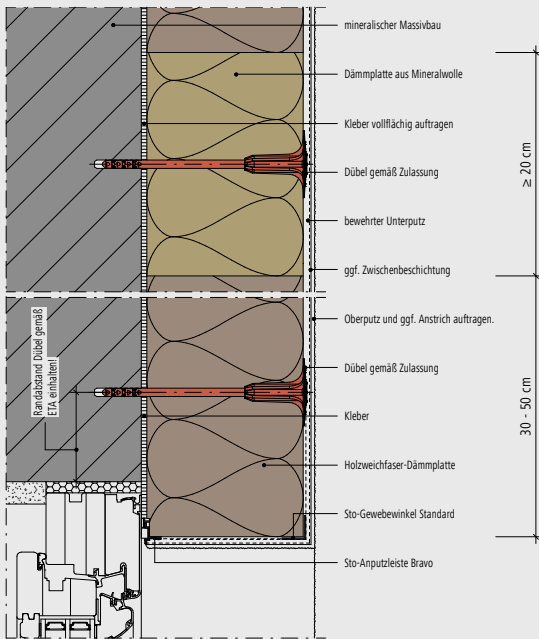 mineralischer Massivbau
Dämmplatte aus Mineralwolle
Kleber vollflächig auftragen
Dübel gemäß Zulassung
bewehrter Unterputz
ggf. Zwischenbeschichtung
Oberputz und ggf. Anstrich auftragen.
Dübel gemäß Zulassung
Kleber
Holzweichfaser-Dämmplatte
Sto-Gewebewinkel Standard
Sto-Anputzleiste Bravo
≥ 20 cm
30 - 50 cm
Randabstand Dübel gemäß
ETA einhalten!